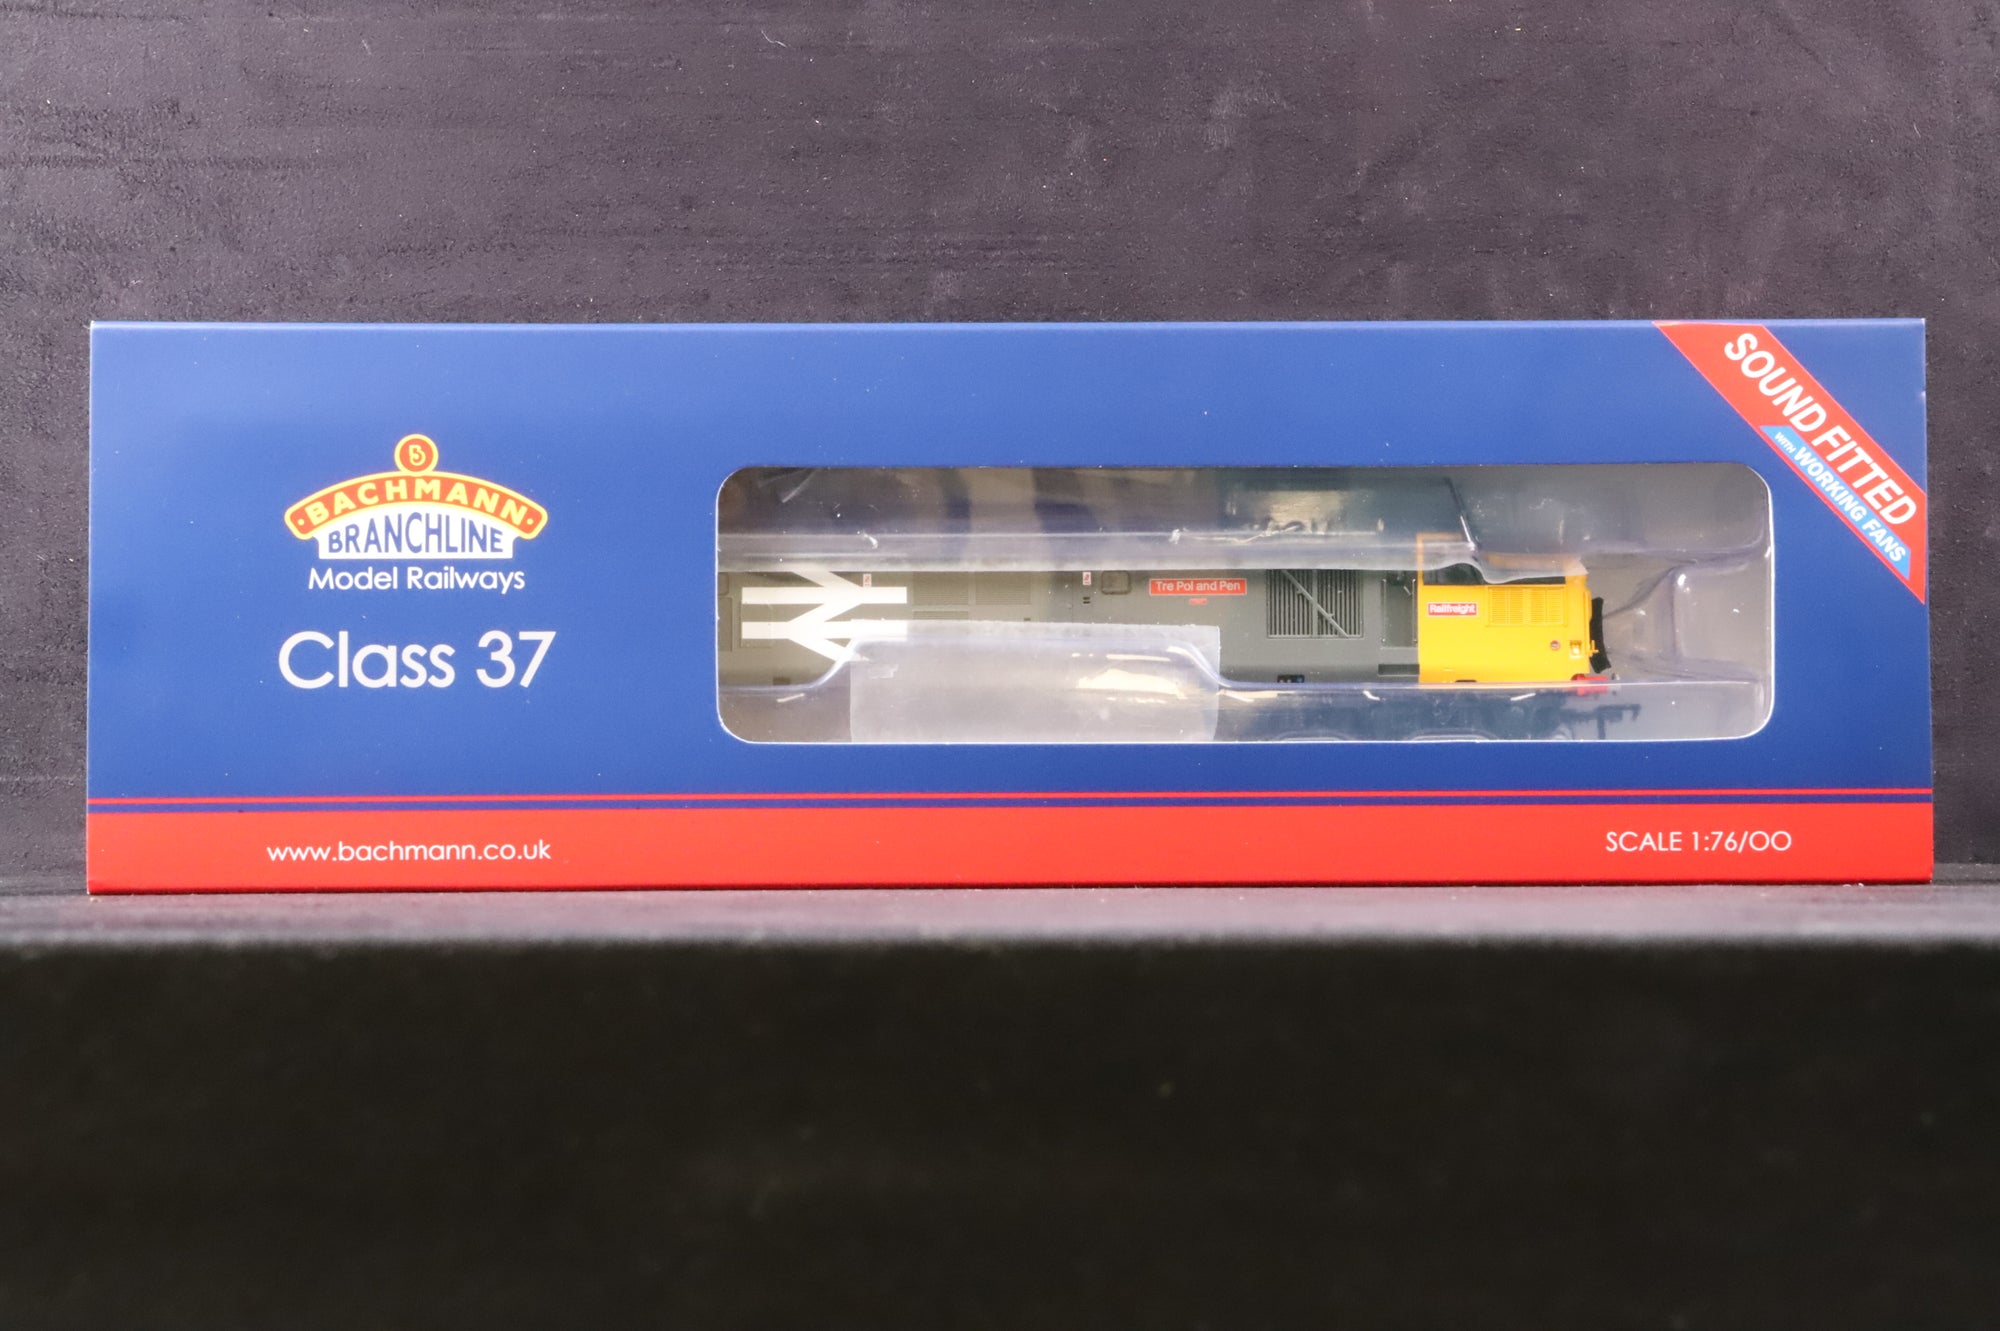 SOUND FITTED
WITH WORKING FANS
B
BACHMANN
BRANCHLINE
Model Railways
Class 37
Tre Pol and Pen
Railfreight
www.bachmann.co.uk
SCALE 1:76/OO